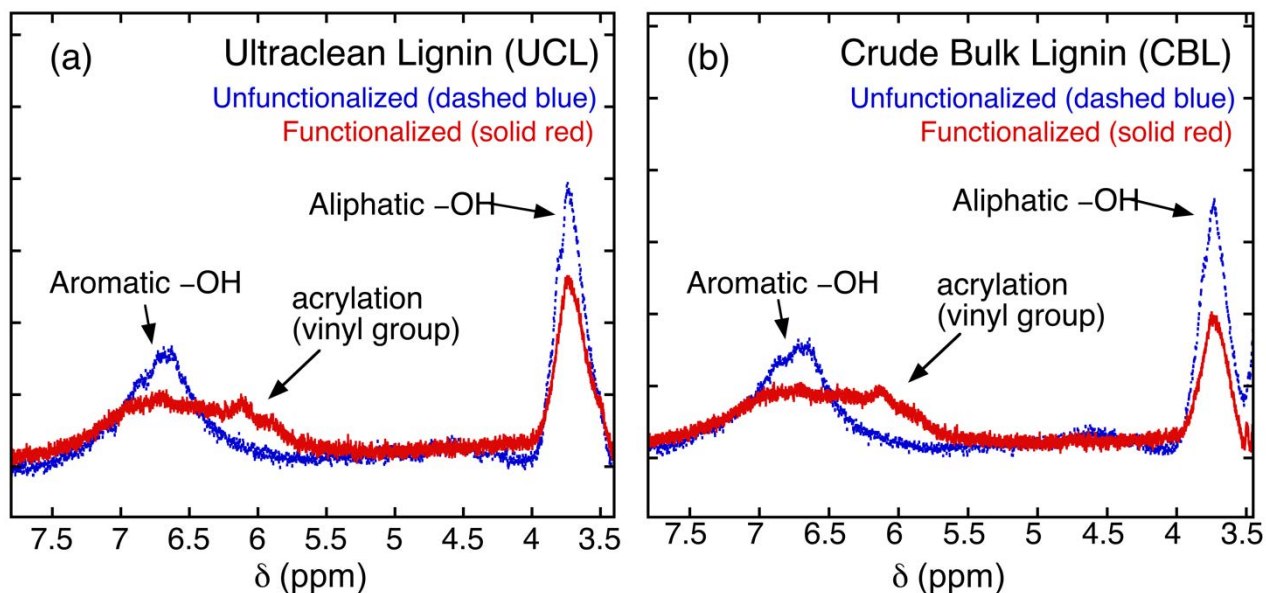 (a) Ultraclean Lignin (UCL)
Unfunctionalized (dashed blue)
Functionalized (solid red)
Aliphatic –OH
Aromatic –OH
acrylation
(vinyl group)
7.5 7 6.5 6 5.5 5 4.5 4 3.5
δ (ppm)
(b) Crude Bulk Lignin (CBL)
Unfunctionalized (dashed blue)
Functionalized (solid red)
Aliphatic –OH
Aromatic –OH
acrylation
(vinyl group)
7.5 7 6.5 6 5.5 5 4.5 4 3.5
δ (ppm)